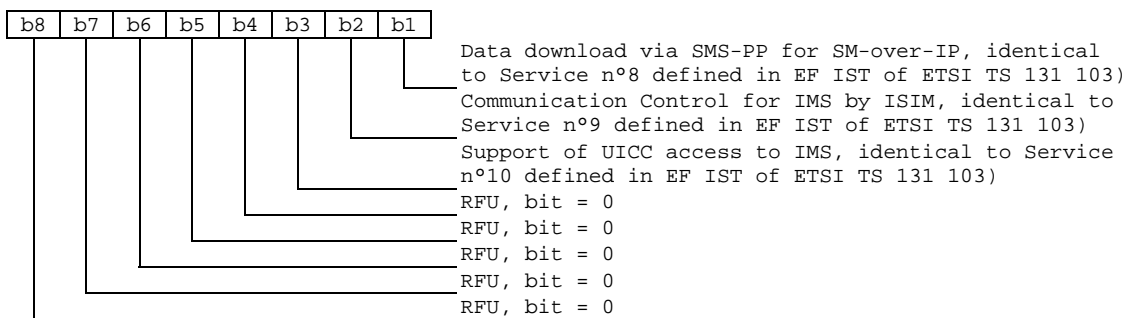 b8 b7 b6 b5 b4 b3 b2 b1
Data download via SMS-PP for SM-over-IP, identical
to Service n°8 defined in EF IST of ETSI TS 131 103)
Communication Control for IMS by ISIM, identical to
Service n°9 defined in EF IST of ETSI TS 131 103)
Support of UICC access to IMS, identical to Service
n°10 defined in EF IST of ETSI TS 131 103)
RFU, bit = 0
RFU, bit = 0
RFU, bit = 0
RFU, bit = 0
RFU, bit = 0